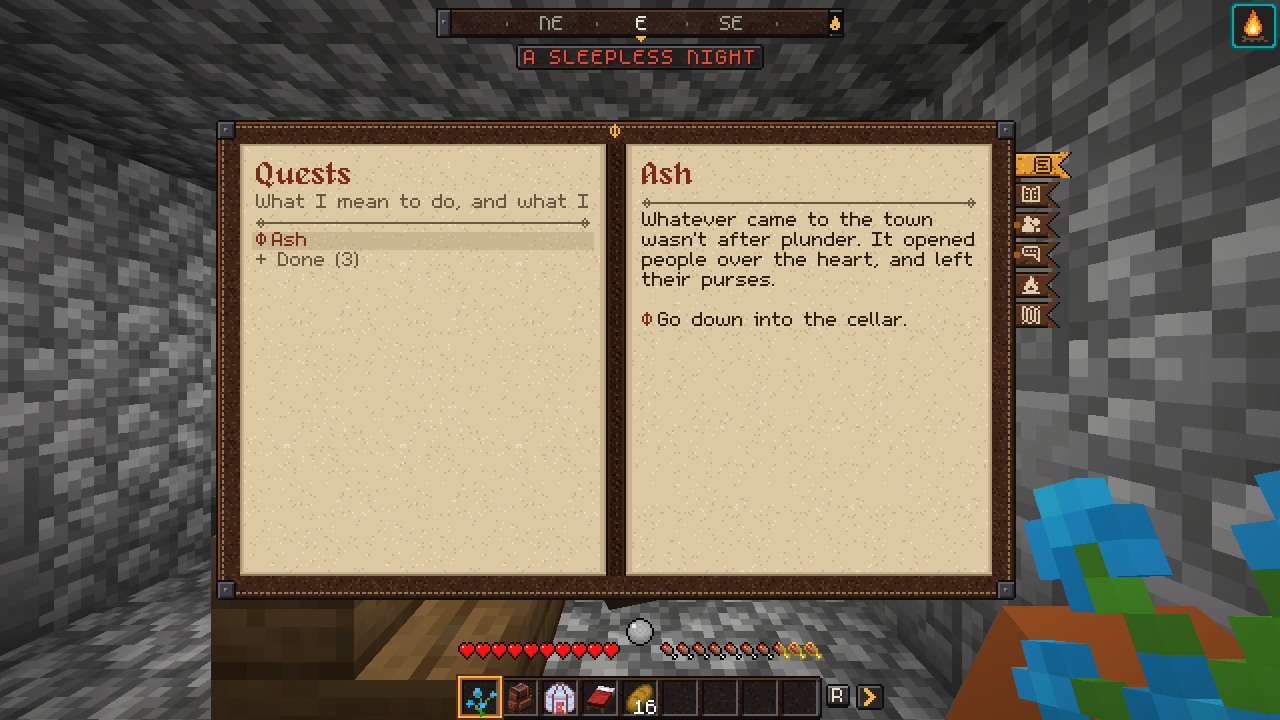 NE E SE
A SLEEPLESS NIGHT
Quests
What I mean to do, and what I
Ash
+ Done (3)
Ash
Whatever came to the town
wasn't after plunder. It opened
people over the heart, and left
their purses.
Go down into the cellar.
16
R